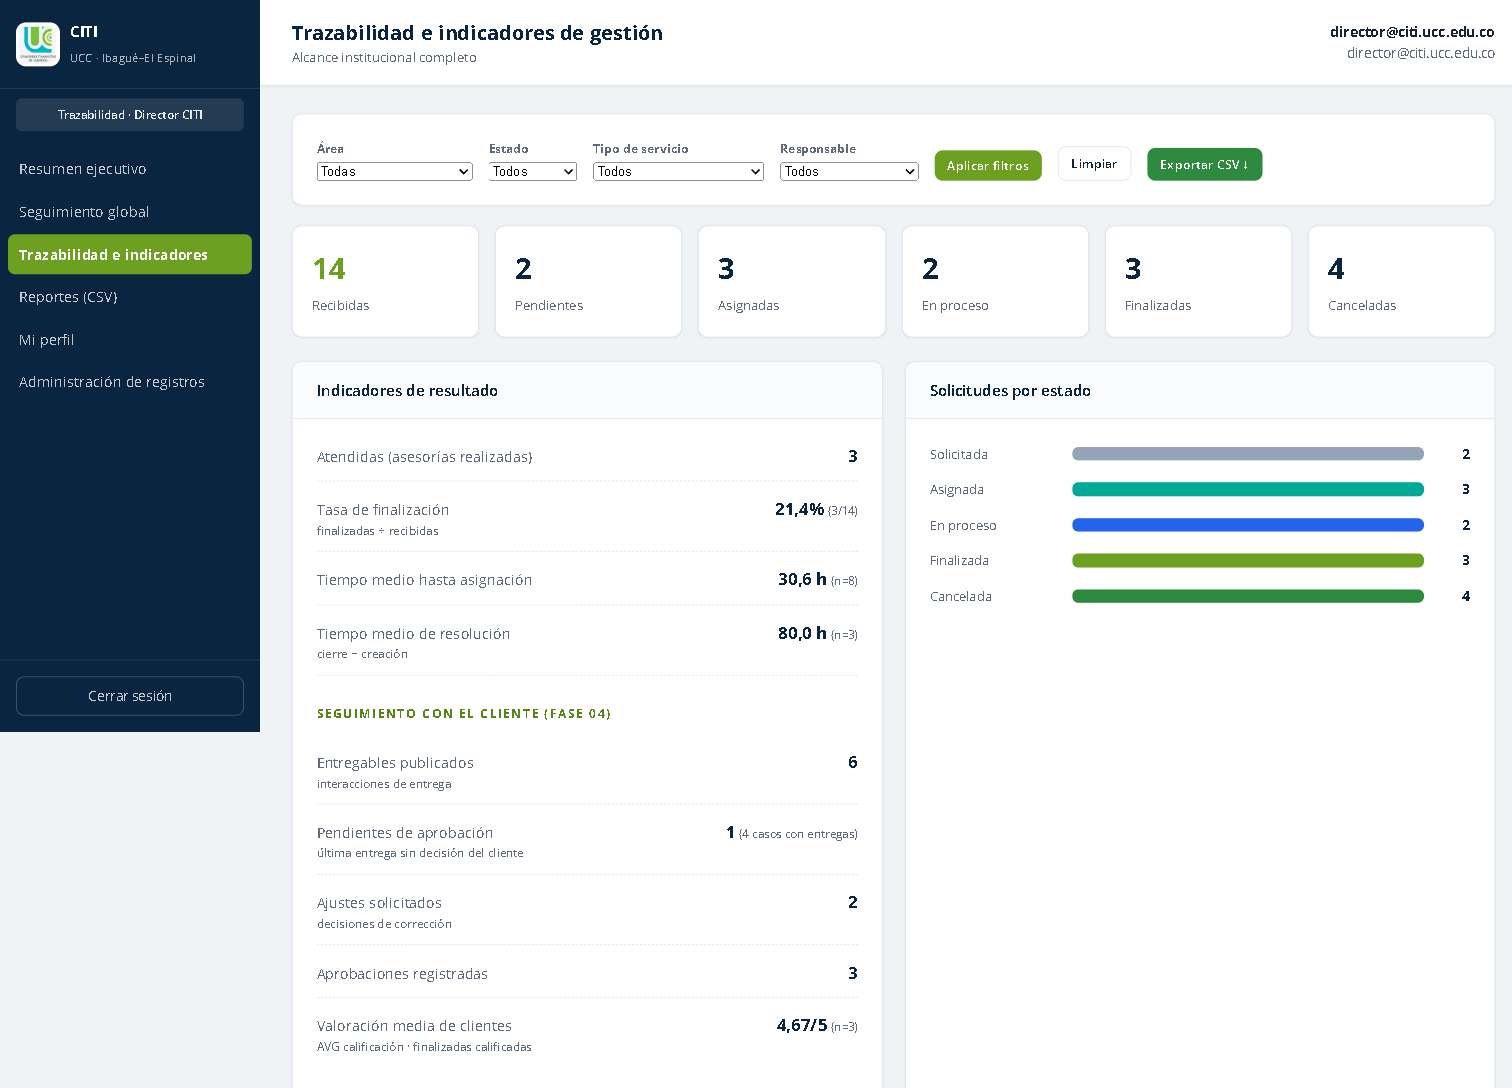 CITI
UCC · Ibagué–El Espinal
Trazabilidad · Director CITI
Resumen ejecutivo
Seguimiento global
Trazabilidad e indicadores
Reportes (CSV)
Mi perfil
Administración de registros
Cerrar sesión
Trazabilidad e indicadores de gestión
Alcance institucional completo
director@citi.ucc.edu.co
director@citi.ucc.edu.co
Área
Todas
Estado
Todos
Tipo de servicio
Todos
Responsable
Todos
Aplicar filtros
Limpiar
Exportar CSV ↓
14
Recibidas
2
Pendientes
3
Asignadas
2
En proceso
3
Finalizadas
4
Canceladas
Indicadores de resultado
Atendidas (asesorías realizadas) 3
Tasa de finalización 21,4% (3/14)
finalizadas ÷ recibidas
Tiempo medio hasta asignación 30,6 h (n=8)
Tiempo medio de resolución 80,0 h (n=3)
cierre − creación
SEGUIMIENTO CON EL CLIENTE (FASE 04)
Entregables publicados 6
interacciones de entrega
Pendientes de aprobación 1 (4 casos con entregas)
última entrega sin decisión del cliente
Ajustes solicitados 2
decisiones de corrección
Aprobaciones registradas 3
Valoración media de clientes 4,67/5 (n=3)
AVG calificación · finalizadas calificadas
Solicitudes por estado
Solicitada 2
Asignada 3
En proceso 2
Finalizada 3
Cancelada 4